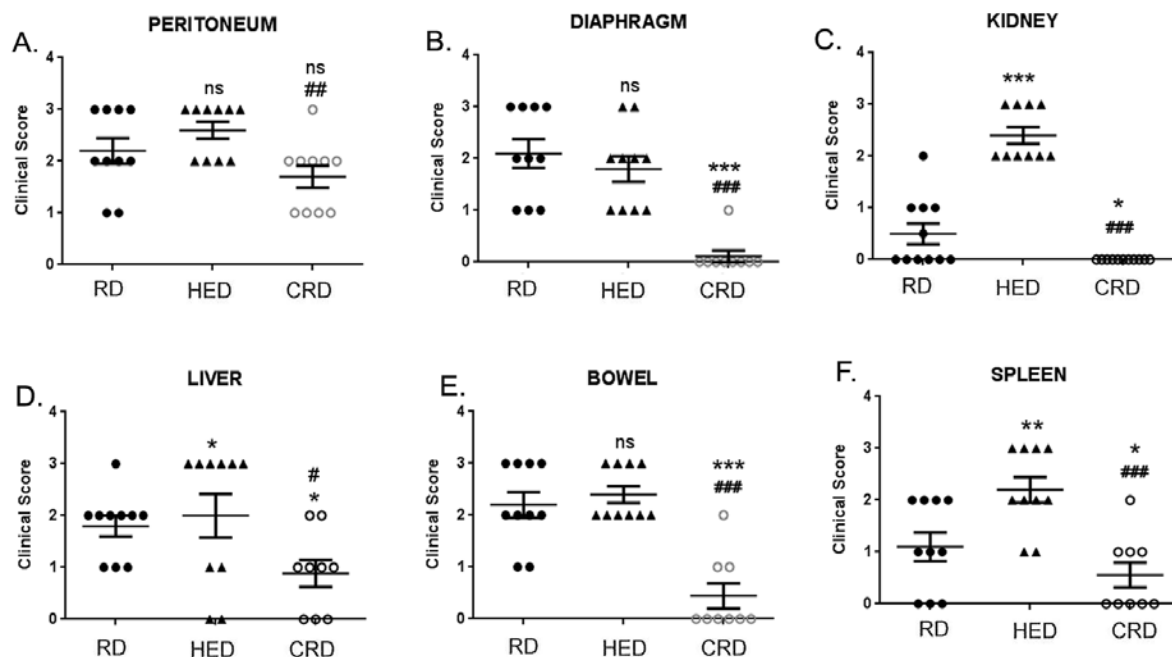 A.
PERITONEUM
Clinical Score
4
3
2
1
0
ns
ns
##
RD HED CRD
B.
DIAPHRAGM
Clinical Score
4
3
2
1
0
ns
***
###
RD HED CRD
C.
KIDNEY
Clinical Score
4
3
2
1
0
***
*
###
RD HED CRD
D.
LIVER
Clinical Score
4
3
2
1
0
*
#
*
RD HED CRD
E.
BOWEL
Clinical Score
4
3
2
1
0
ns
***
###
RD HED CRD
F.
SPLEEN
Clinical Score
4
3
2
1
0
**
*
###
RD HED CRD